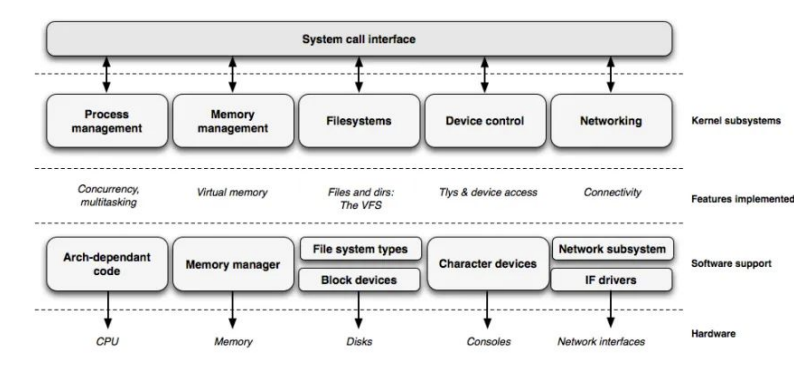 System call interface
Process
management
Memory
management
Filesystems
Device control
Networking
Kernel subsystems
Concurrency,
multitasking
Virtual memory
Files and dirs:
The VFS
Tlys & device access
Connectivity
Features implemented
Arch-dependant
code
Memory manager
File system types
Block devices
Character devices
Network subsystem
IF drivers
Software support
CPU
Memory
Disks
Consoles
Network interfaces
Hardware